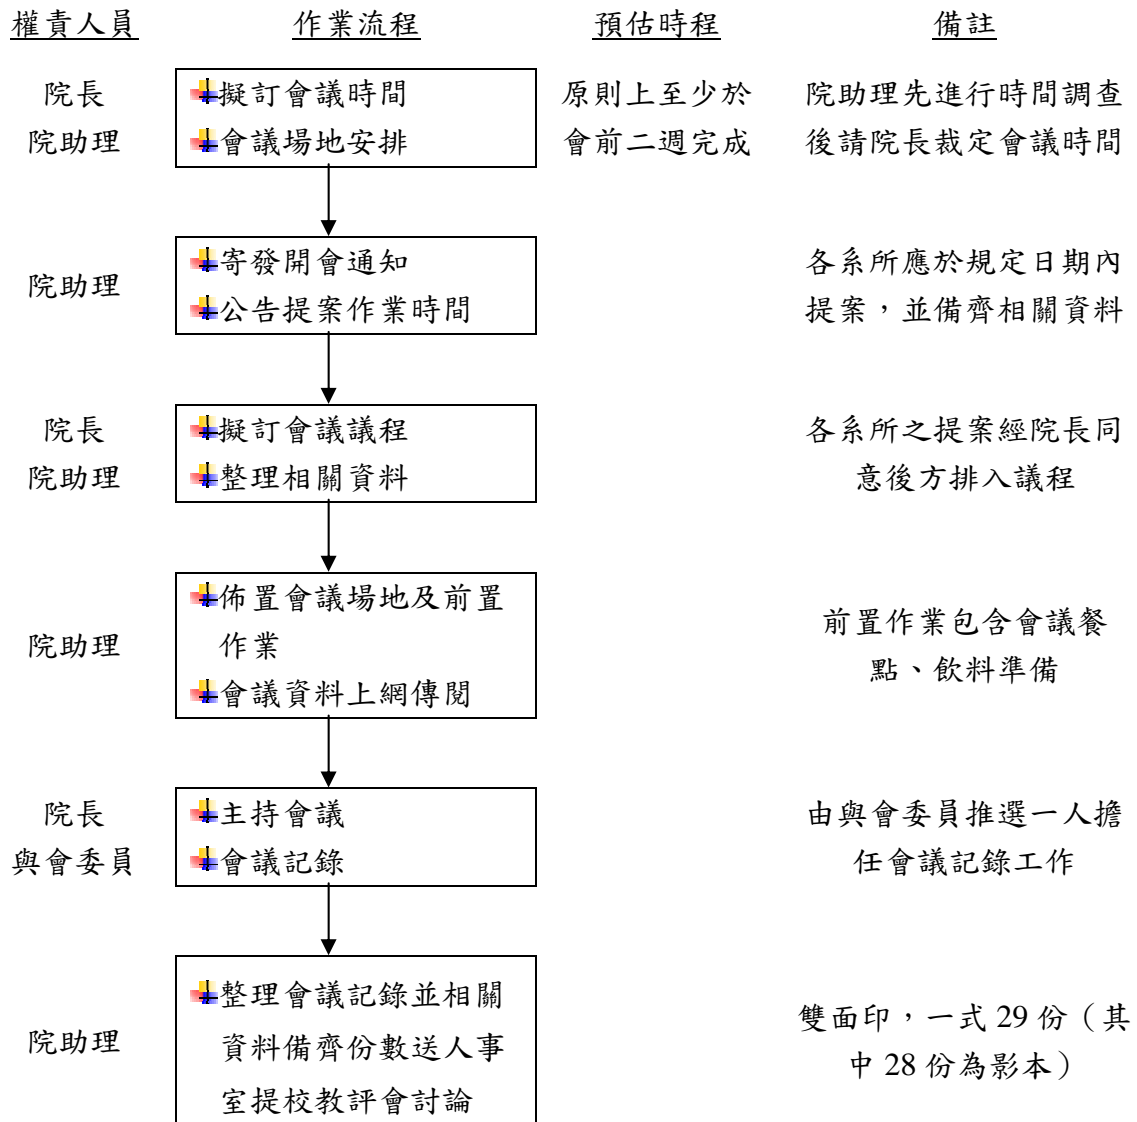 權責人員 作業流程 預估時程 備註
院長 擬訂會議時間 原則上至少於 院助理先進行時間調查
院助理 會議場地安排 會前二週完成 後請院長裁定會議時間
院助理
寄發開會通知
公告提案作業時間
各系所應於規定日期內
提案，並備齊相關資料
院長 擬訂會議議程 各系所之提案經院長同
院助理 整理相關資料 意後方排入議程
院助理
佈置會議場地及前置
作業
會議資料上網傳閱
前置作業包含會議餐
點、飲料準備
院長 主持會議 由與會委員推選一人擔
與會委員 會議記錄 任會議記錄工作
院助理
整理會議記錄並相關
資料備齊份數送人事
室提校教評會討論
雙面印，一式 29 份（其
中 28 份為影本）